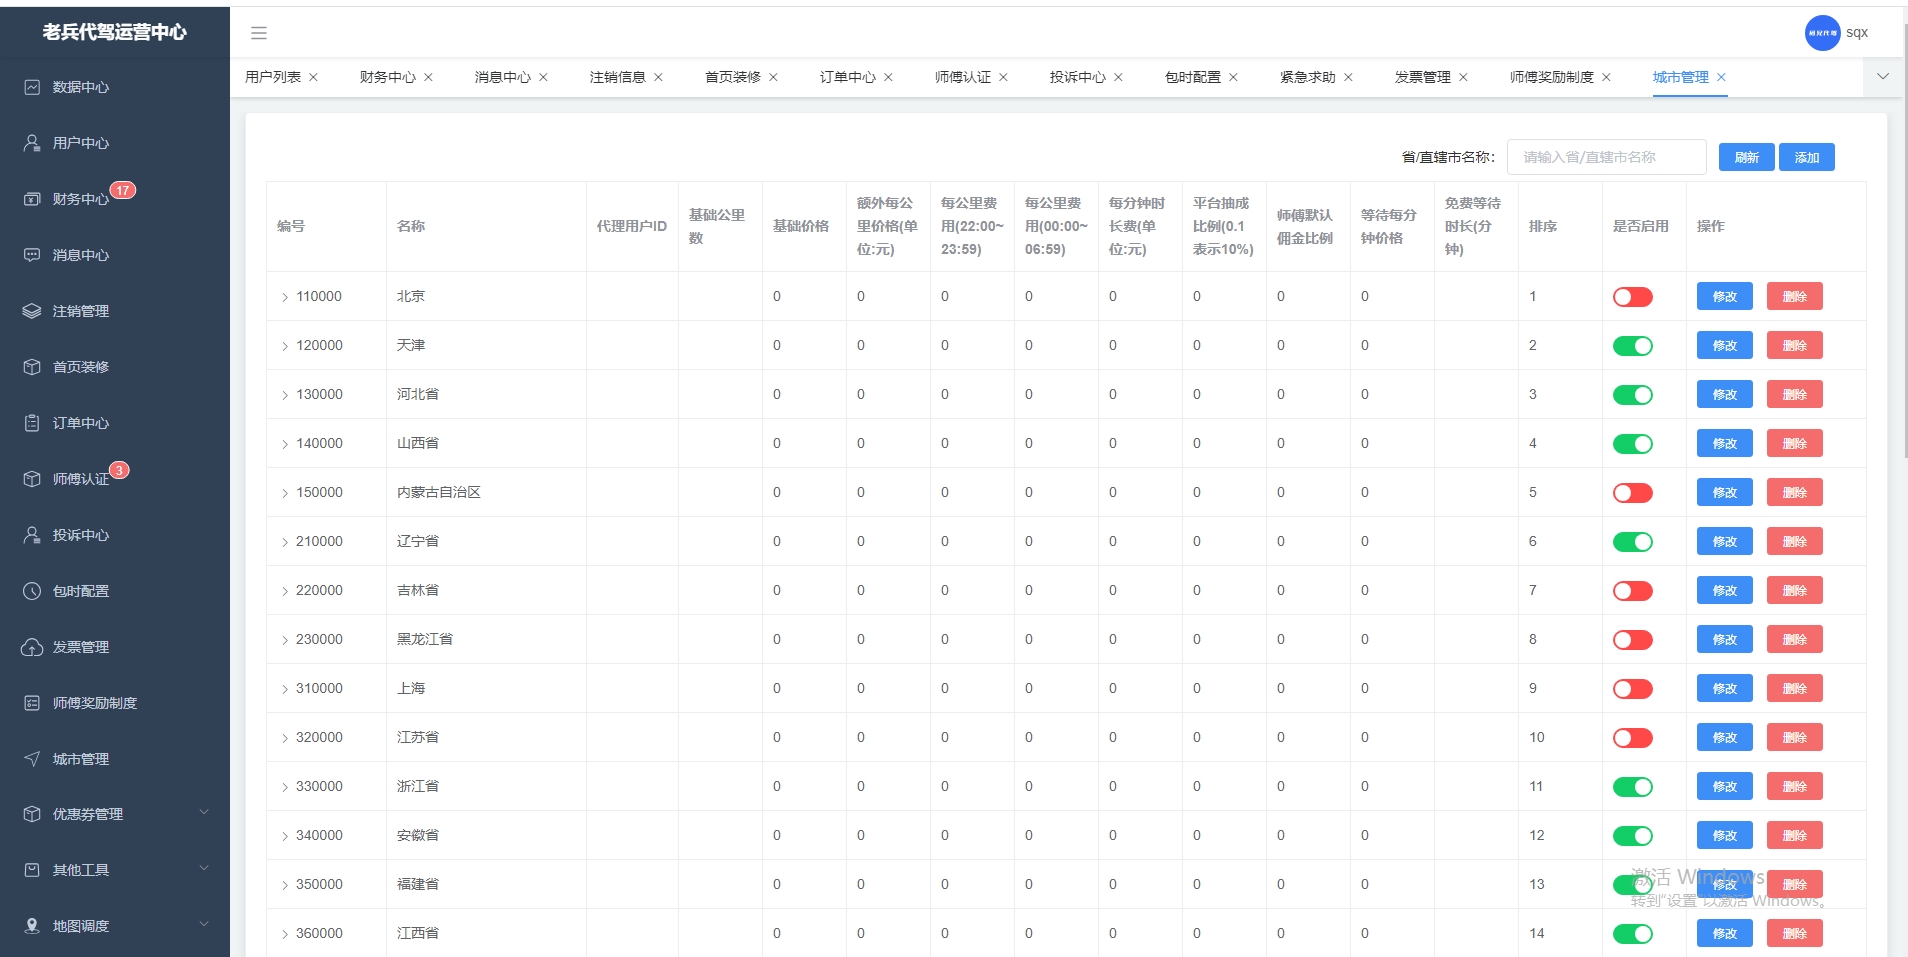 老兵代驾运营中心
sqx
用户列表 财务中心 消息中心 注销信息 首页装修 订单中心 师傅认证 投诉中心 包时配置 紧急求助 发票管理 师傅奖励制度 城市管理
数据中心
用户中心
财务中心 17
消息中心
注销管理
首页装修
订单中心
师傅认证 3
投诉中心
包时配置
发票管理
师傅奖励制度
城市管理
优惠券管理
其他工具
地图调度
省/直辖市名称: 请输入省/直辖市名称 刷新 添加
编号
名称
代理用户ID
基础公里
数
基础价格
额外每公
里价格(单
位:元)
每公里费
用(22:00~
23:59)
每公里费
用(00:00~
06:59)
每分钟时
长费(单
位:元)
平台抽成
比例(0.1
表示10%)
师傅默认
佣金比例
等待每分
钟价格
免费等待
时长(分
钟)
排序
是否启用
操作
110000 北京 0 0 0 0 0 0 0 0 1 修改 删除
120000 天津 0 0 0 0 0 0 0 0 2 修改 删除
130000 河北省 0 0 0 0 0 0 0 0 3 修改 删除
140000 山西省 0 0 0 0 0 0 0 0 4 修改 删除
150000 内蒙古自治区 0 0 0 0 0 0 0 0 5 修改 删除
210000 辽宁省 0 0 0 0 0 0 0 0 6 修改 删除
220000 吉林省 0 0 0 0 0 0 0 0 7 修改 删除
230000 黑龙江省 0 0 0 0 0 0 0 0 8 修改 删除
310000 上海 0 0 0 0 0 0 0 0 9 修改 删除
320000 江苏省 0 0 0 0 0 0 0 0 10 修改 删除
330000 浙江省 0 0 0 0 0 0 0 0 11 修改 删除
340000 安徽省 0 0 0 0 0 0 0 0 12 修改 删除
350000 福建省 0 0 0 0 0 0 0 0 13 修改 删除
360000 江西省 0 0 0 0 0 0 0 0 14 修改 删除
激活 Windows
转到"设置"以激活 Windows。